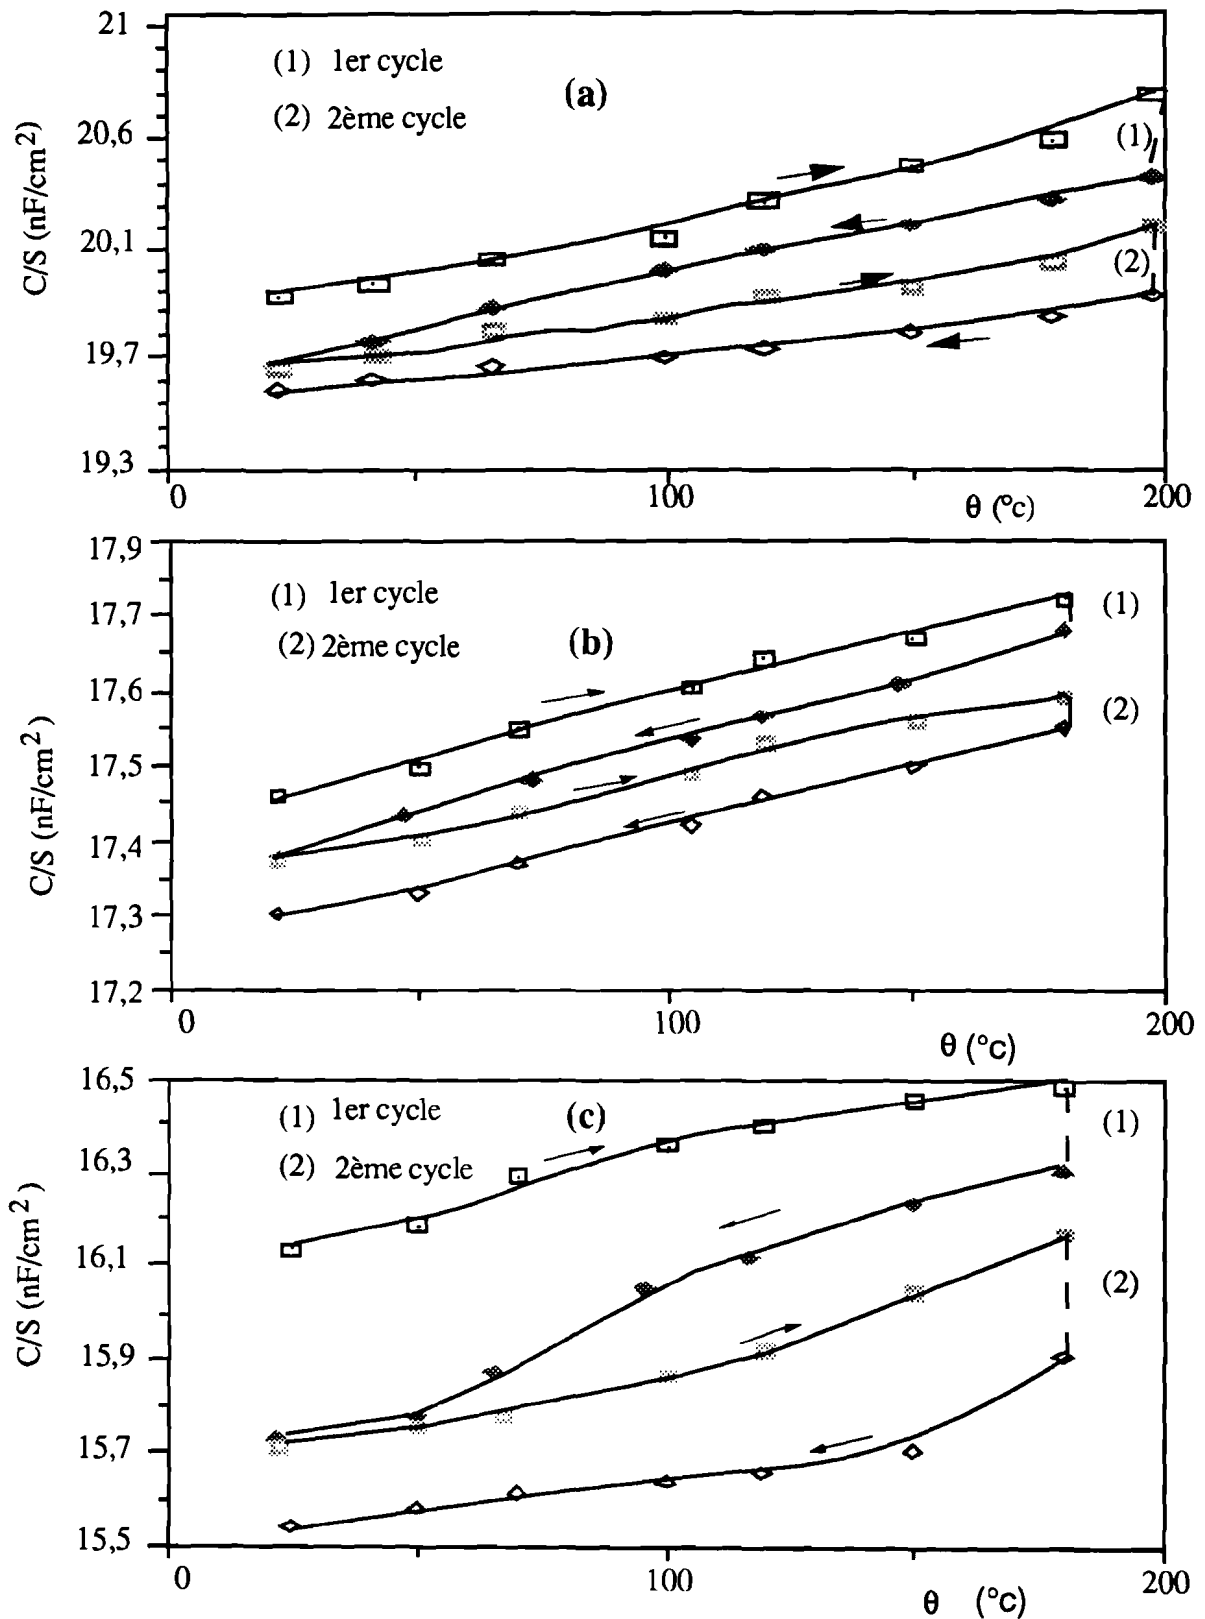 21
(1) 1er cycle
(a)
(2) 2ème cycle
20,6
(1)
C/S (nF/cm2)
20,1
(2)
19,7
19,3
0
100
200
θ (°c)
17,9
(1) 1er cycle
(1)
17,7
(2) 2ème cycle
(b)
17,6
(2)
C/S (nF/cm2)
17,5
17,4
17,3
17,2
0
100
200
θ (°c)
16,5
(1) 1er cycle
(c)
(1)
16,3
(2) 2ème cycle
C/S (nF/cm2)
16,1
(2)
15,9
15,7
15,5
0
100
200
θ (°c)